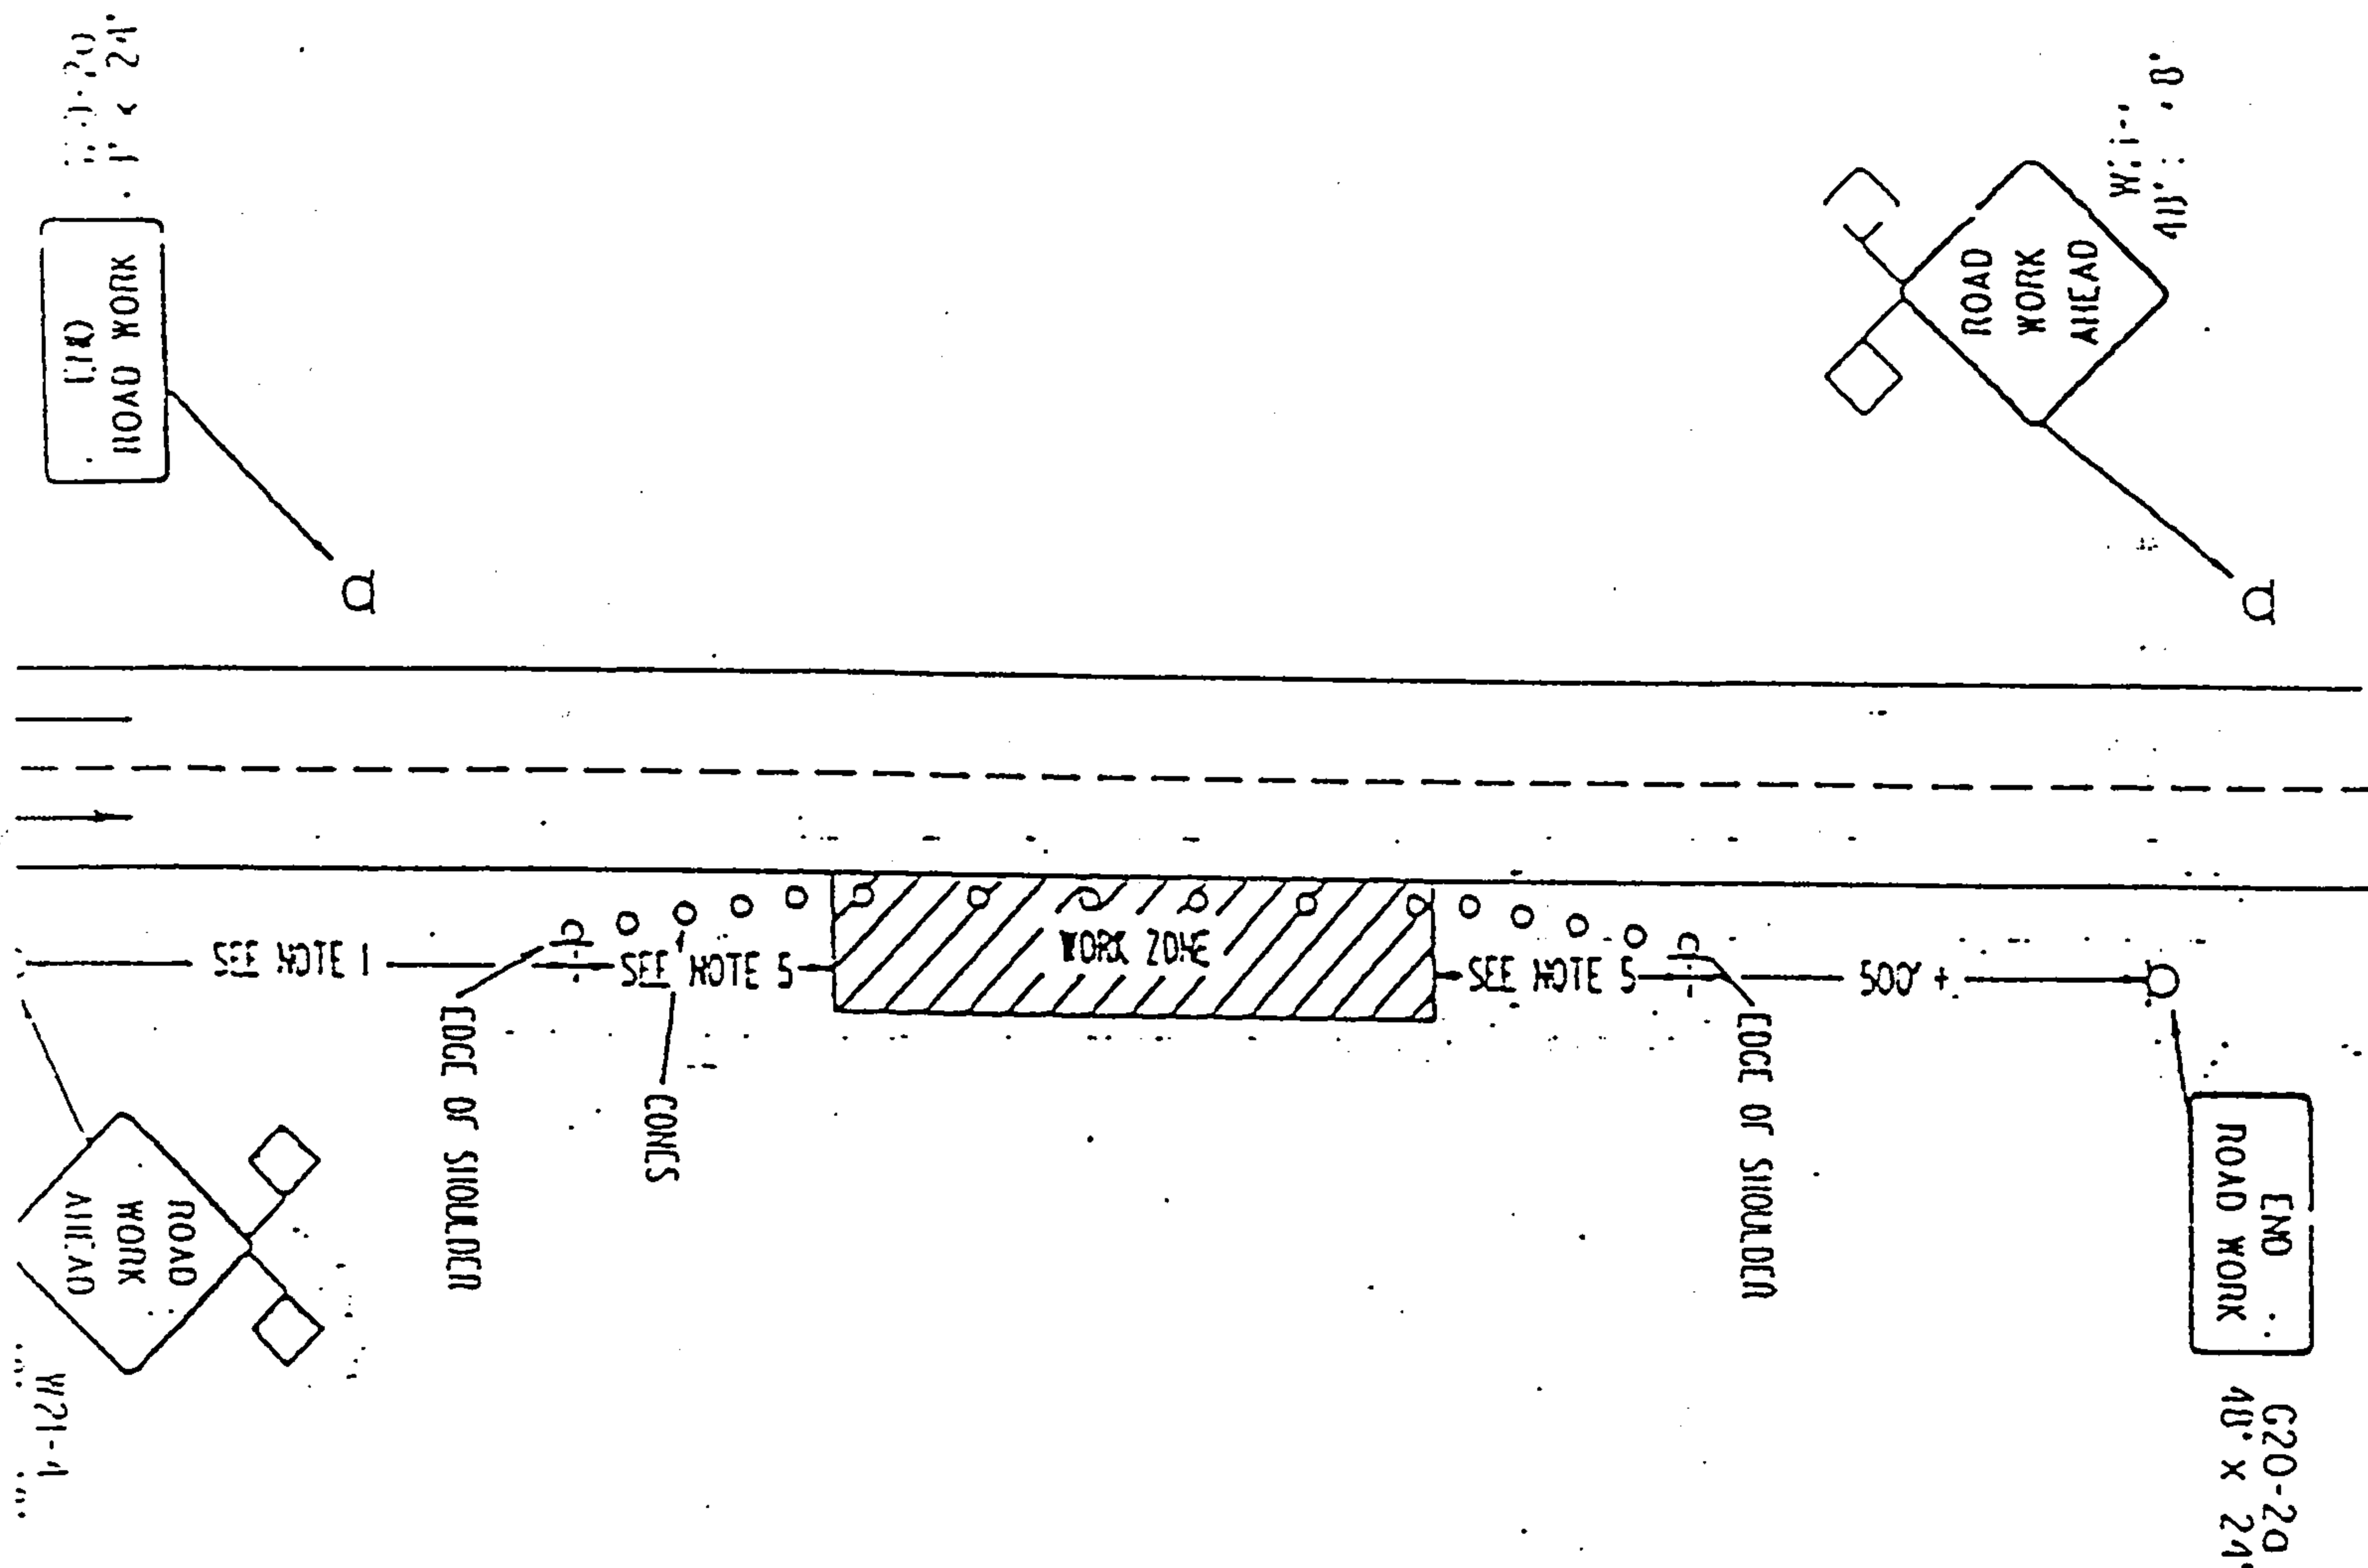 END
ROAD WORK
ROAD
WORK
AHEAD
SEE NOTE 1
SEE NOTE 5
WORK ZONE
SEE NOTE 5
500' +
EDGE OF SHOULDER
CONES
EDGE OF SHOULDER
ROAD
WORK
AHEAD
W21-4
END
ROAD WORK
G20-2a
48" x 24"